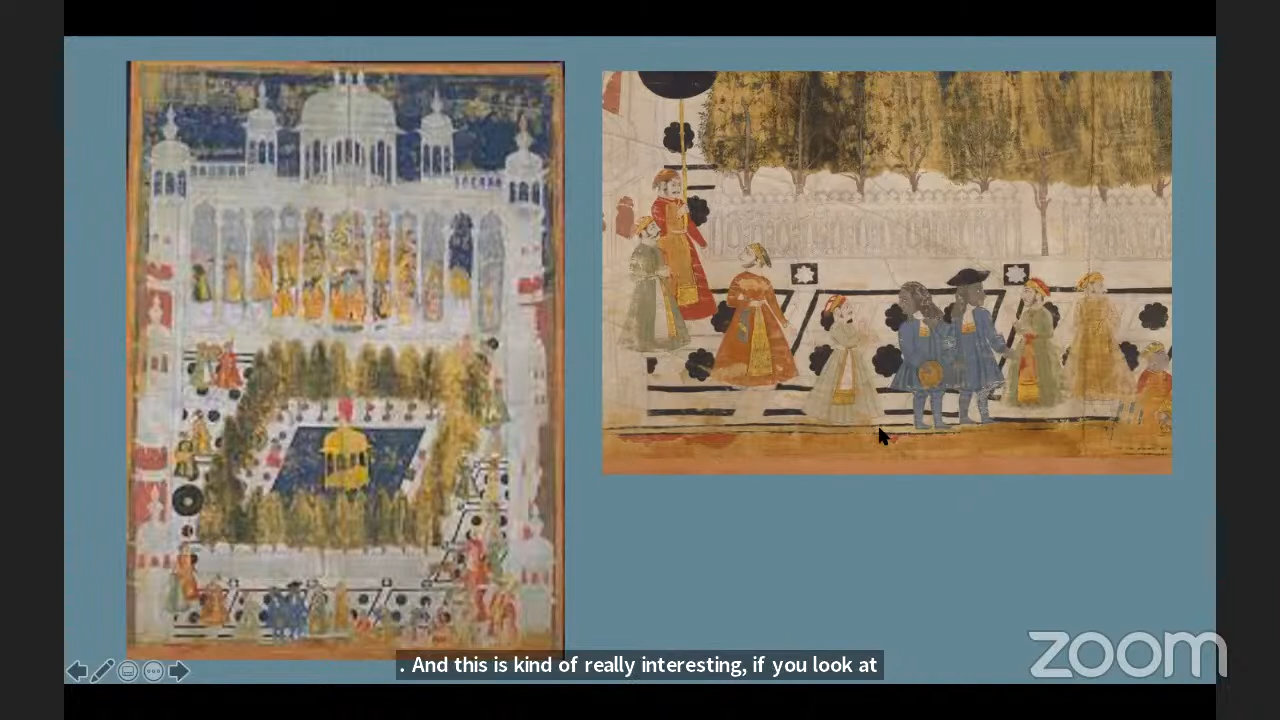 . And this is kind of really interesting, if you look at
zoom